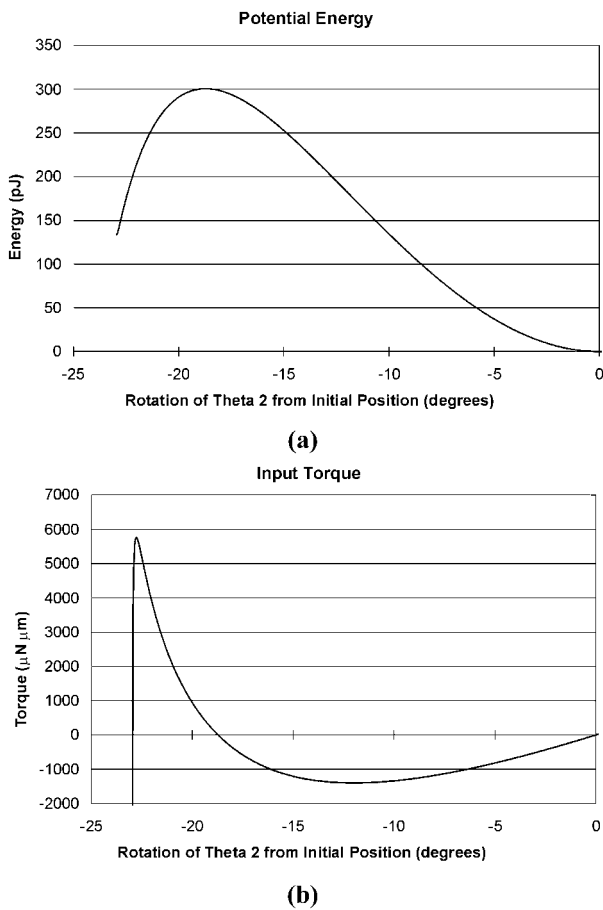 Potential Energy
350
300
250
200
150
100
50
0
Energy (pJ)
-25 -20 -15 -10 -5 0
Rotation of Theta 2 from Initial Position (degrees)
(a)
Input Torque
7000
6000
5000
4000
3000
2000
1000
0
-1000
-2000
Torque (μN μm)
-25 -20 -15 -10 -5 0
Rotation of Theta 2 from Initial Position (degrees)
(b)